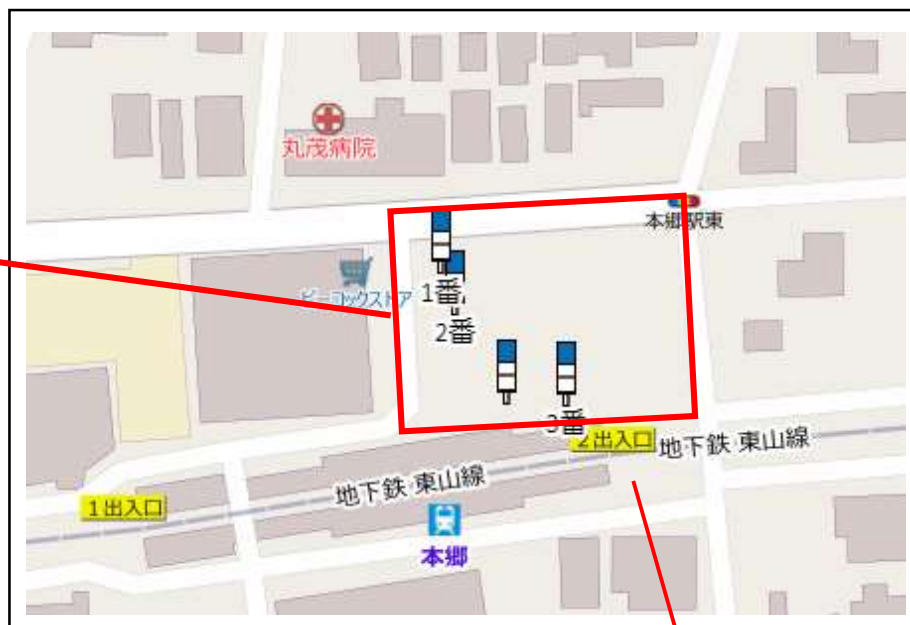 丸茂病院
本郷駅東
ピーコックストア
1番
2番
3番
2出入口
地下鉄 東山線
地下鉄 東山線
1出入口
本郷